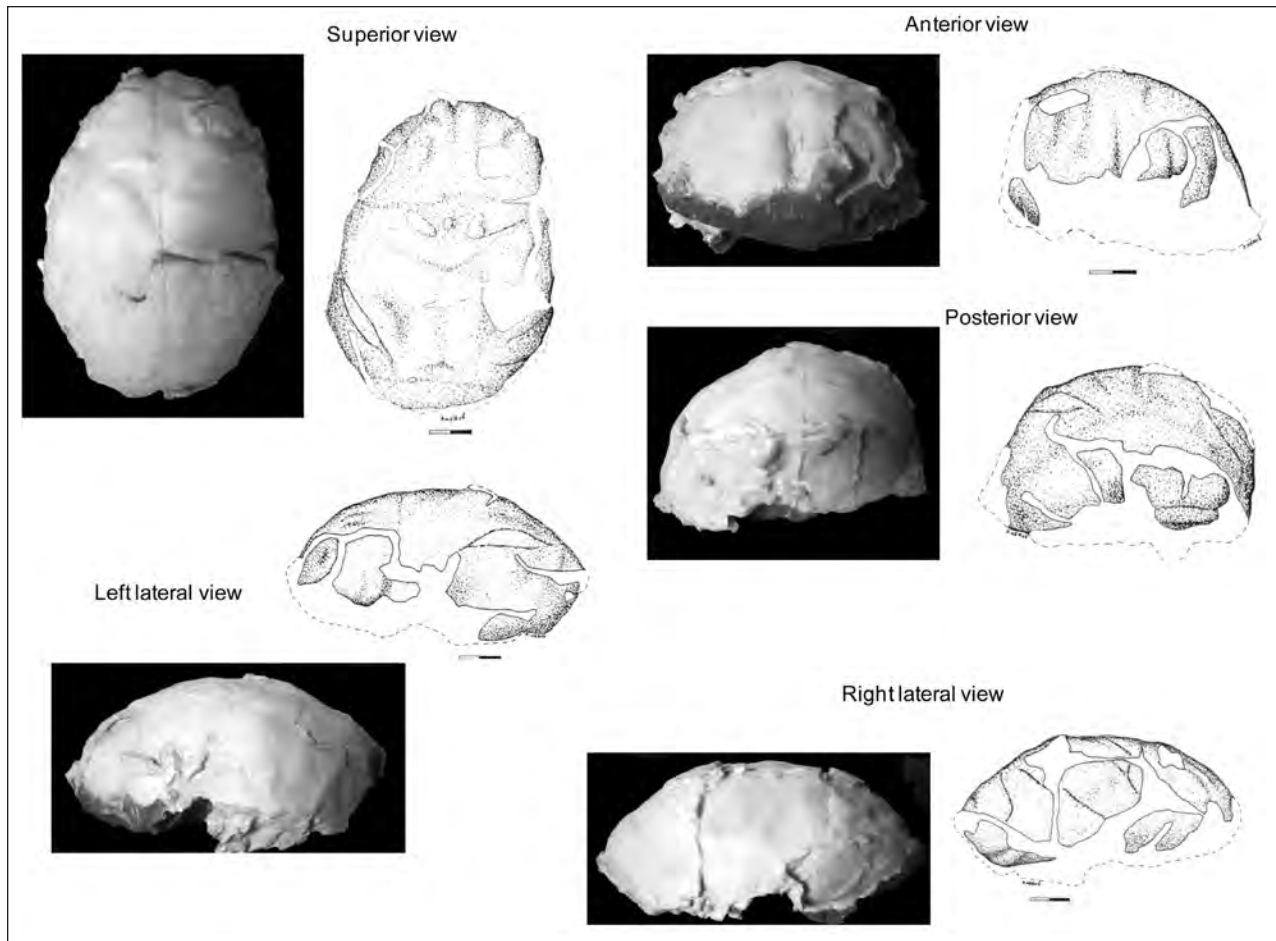 Superior view
Anterior view
Posterior view
Left lateral view
Right lateral view